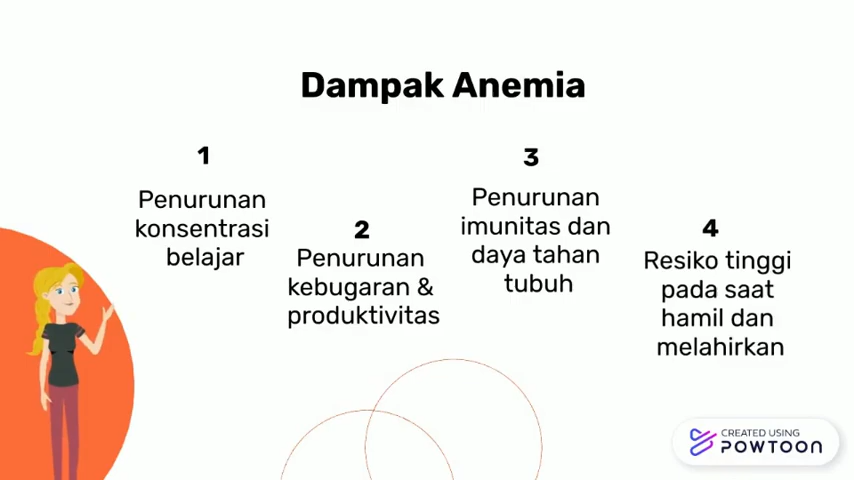 Dampak Anemia
1
Penurunan
konsentrasi
belajar
2
Penurunan
kebugaran &
produktivitas
3
Penurunan
imunitas dan
daya tahan
tubuh
4
Resiko tinggi
pada saat
hamil dan
melahirkan
CREATED USING
POWTOON